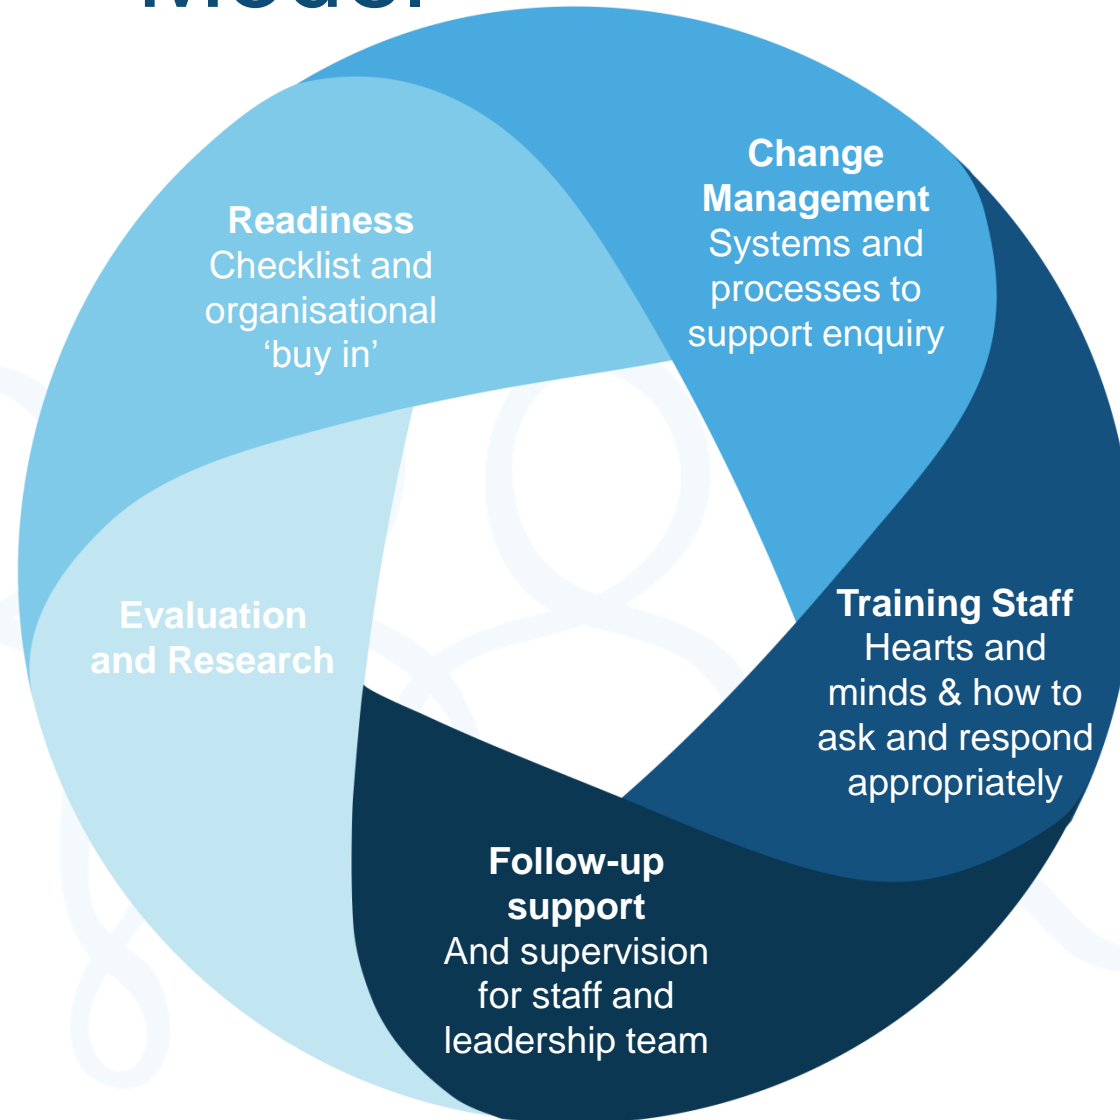 Model
Readiness
Checklist and
organisational
‘buy in’
Change
Management
Systems and
processes to
support enquiry
Training Staff
Hearts and
minds & how to
ask and respond
appropriately
Follow-up
support
And supervision
for staff and
leadership team
Evaluation
and Research